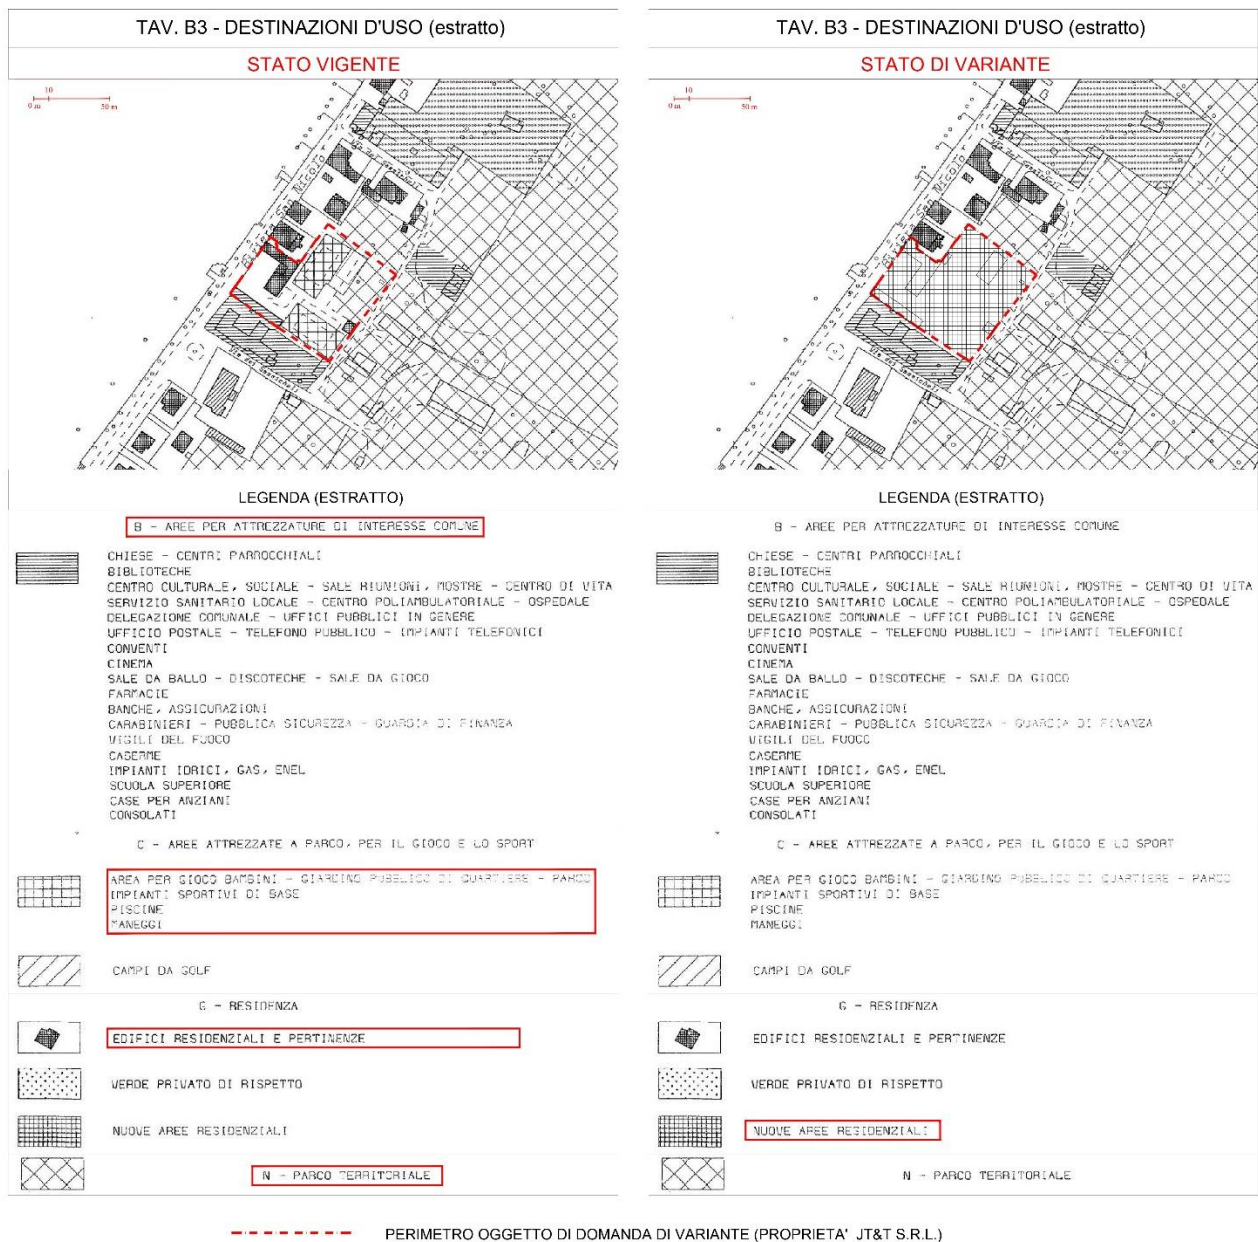 TAV. B3 - DESTINAZIONI D'USO (estratto)
STATO VIGENTE
10
0 m 50 m
LEGENDA (ESTRATTO)
B - AREE PER ATTREZZATURE DI INTERESSE COMUNE
CHIESE - CENTRI PARROCCHIALI
BIBLIOTECHE
CENTRO CULTURALE, SOCIALE - SALE RIUNIONI, MOSTRE - CENTRO DI VITA
SERVIZIO SANITARIO LOCALE - CENTRO POLIAMBULATORIALE - OSPEDALE
DELEGAZIONE COMUNALE - UFFICI PUBBLICI IN GENERE
UFFICIO POSTALE - TELEFONO PUBBLICO - IMPIANTI TELEFONICI
CONVENTI
CINEMA
SALE DA BALLO - DISCOTECHE - SALE DA GIOCO
FARMACIE
BANCHE, ASSICURAZIONI
CARABINIERI - PUBBLICA SICUREZZA - GUARDIA DI FINANZA
VIGILI DEL FUOCO
CASERME
IMPIANTI IDRICI, GAS, ENEL
SCUOLA SUPERIORE
CASE PER ANZIANI
CONSOLATI
C - AREE ATTREZZATE A PARCO, PER IL GIOCO E LO SPORT
AREA PER GIOCO BAMBINI - GIARDINO PUBBLICO DI QUARTIERE - PARCO
IMPIANTI SPORTIVI DI BASE
PISCINE
MANEGGI
CAMPI DA GOLF
G - RESIDENZA
EDIFICI RESIDENZIALI E PERTINENZE
VERDE PRIVATO DI RISPETTO
NUOVE AREE RESIDENZIALI
N - PARCO TERRITORIALE
TAV. B3 - DESTINAZIONI D'USO (estratto)
STATO DI VARIANTE
10
0 m 50 m
LEGENDA (ESTRATTO)
B - AREE PER ATTREZZATURE DI INTERESSE COMUNE
CHIESE - CENTRI PARROCCHIALI
BIBLIOTECHE
CENTRO CULTURALE, SOCIALE - SALE RIUNIONI, MOSTRE - CENTRO DI VITA
SERVIZIO SANITARIO LOCALE - CENTRO POLIAMBULATORIALE - OSPEDALE
DELEGAZIONE COMUNALE - UFFICI PUBBLICI IN GENERE
UFFICIO POSTALE - TELEFONO PUBBLICO - IMPIANTI TELEFONICI
CONVENTI
CINEMA
SALE DA BALLO - DISCOTECHE - SALE DA GIOCO
FARMACIE
BANCHE, ASSICURAZIONI
CARABINIERI - PUBBLICA SICUREZZA - GUARDIA DI FINANZA
VIGILI DEL FUOCO
CASERME
IMPIANTI IDRICI, GAS, ENEL
SCUOLA SUPERIORE
CASE PER ANZIANI
CONSOLATI
C - AREE ATTREZZATE A PARCO, PER IL GIOCO E LO SPORT
AREA PER GIOCO BAMBINI - GIARDINO PUBBLICO DI QUARTIERE - PARCO
IMPIANTI SPORTIVI DI BASE
PISCINE
MANEGGI
CAMPI DA GOLF
G - RESIDENZA
EDIFICI RESIDENZIALI E PERTINENZE
VERDE PRIVATO DI RISPETTO
NUOVE AREE RESIDENZIALI
N - PARCO TERRITORIALE
PERIMETRO OGGETTO DI DOMANDA DI VARIANTE (PROPRIETA' JT&T S.R.L.)